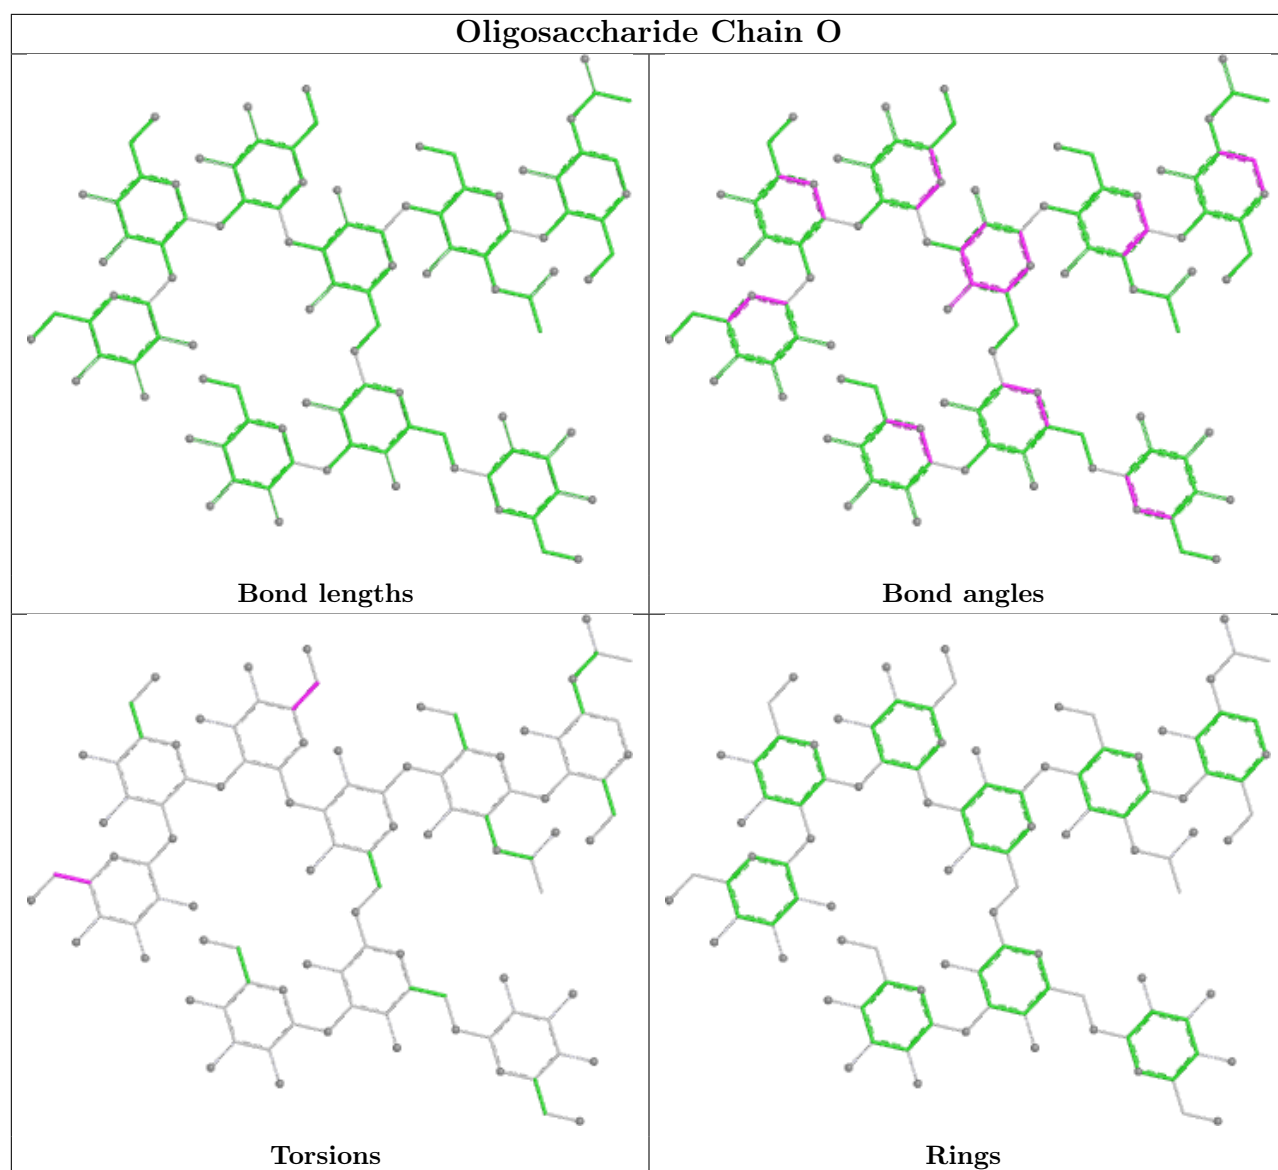 Oligosaccharide Chain O
Bond lengths
Bond angles
Torsions
Rings